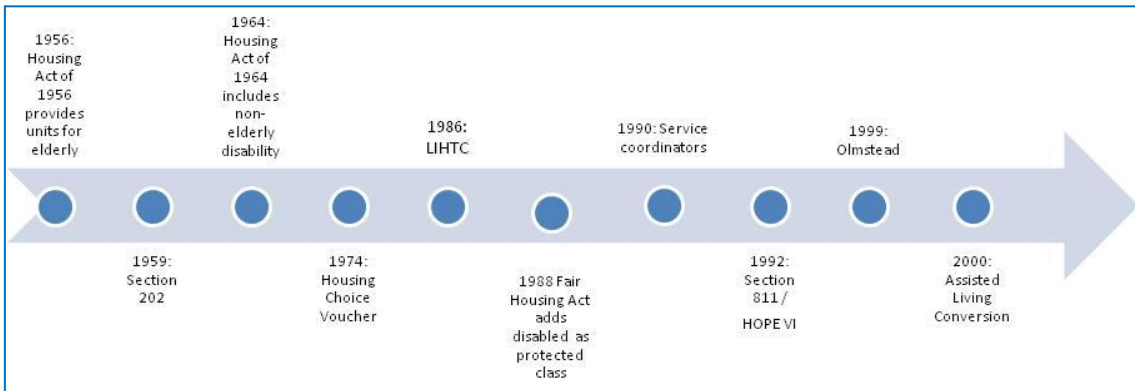 1956:
Housing
Act of
1956
provides
units for
elderly
1959:
Section
202
1964:
Housing
Act of
1964
includes
non-
elderly
disability
1974:
Housing
Choice
Voucher
1986:
LIHTC
1988 Fair
Housing Act
adds
disabled as
protected
class
1990: Service
coordinators
1992:
Section
811 /
HOPE VI
1999:
Olmstead
2000:
Assisted
Living
Conversion